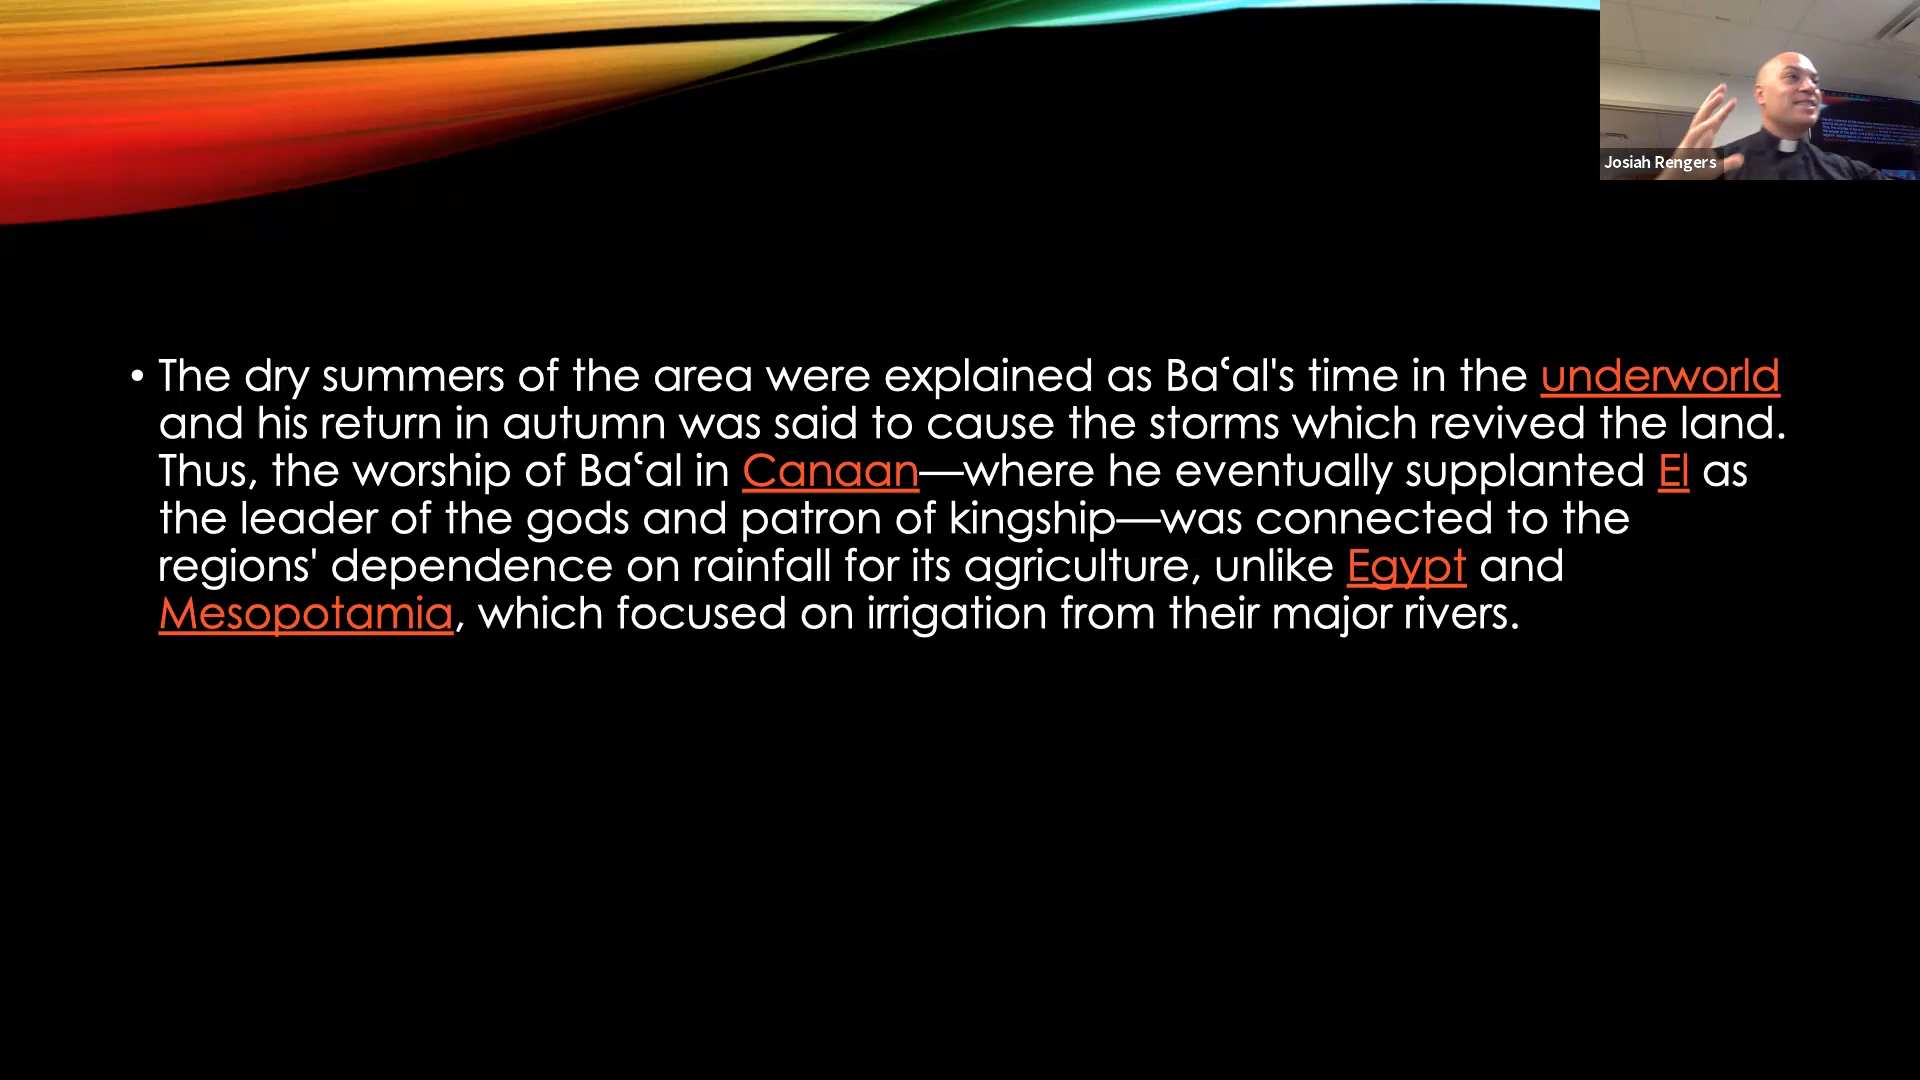 Josiah Rengers
• The dry summers of the area were explained as Baʿal's time in the underworld
and his return in autumn was said to cause the storms which revived the land.
Thus, the worship of Baʿal in Canaan—where he eventually supplanted El as
the leader of the gods and patron of kingship—was connected to the
regions' dependence on rainfall for its agriculture, unlike Egypt and
Mesopotamia, which focused on irrigation from their major rivers.